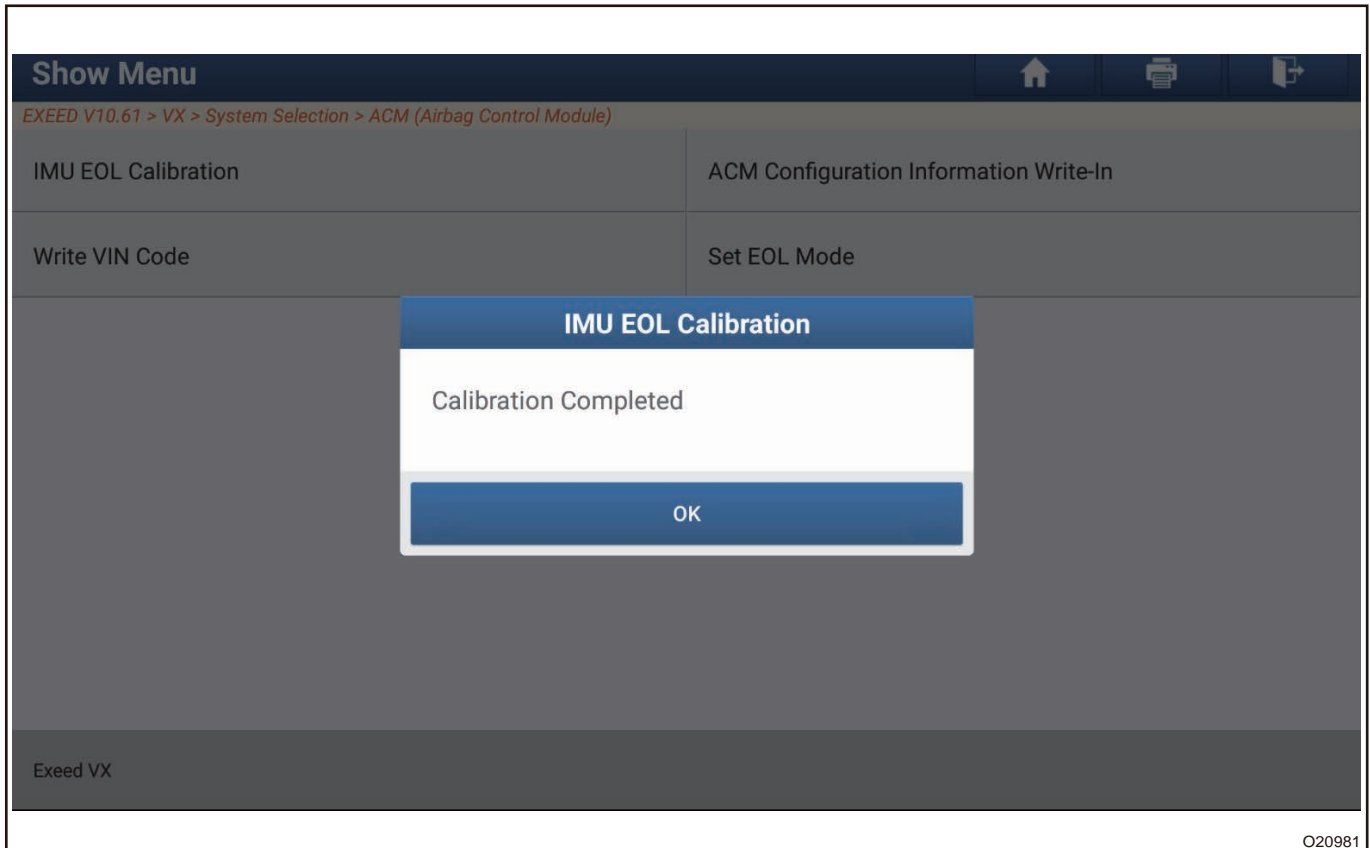 Show Menu
EXEED V10.61 > VX > System Selection > ACM (Airbag Control Module)
IMU EOL Calibration
ACM Configuration Information Write-In
Write VIN Code
Set EOL Mode
IMU EOL Calibration
Calibration Completed
OK
Exeed VX
O20981